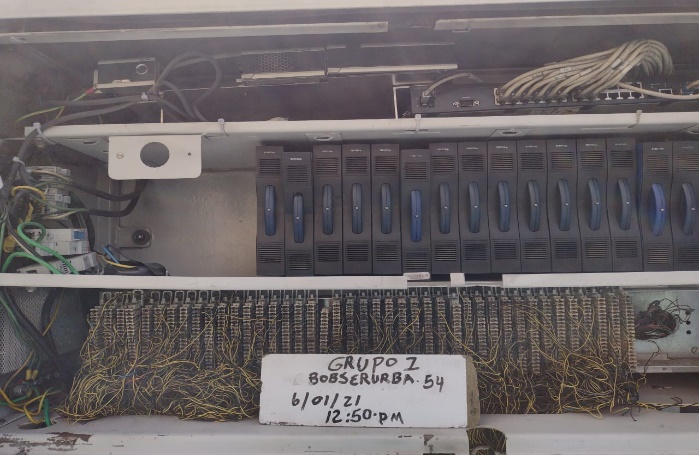 GRUPO I
BOBSERURBA. 54
6/01/21
12:50.pm